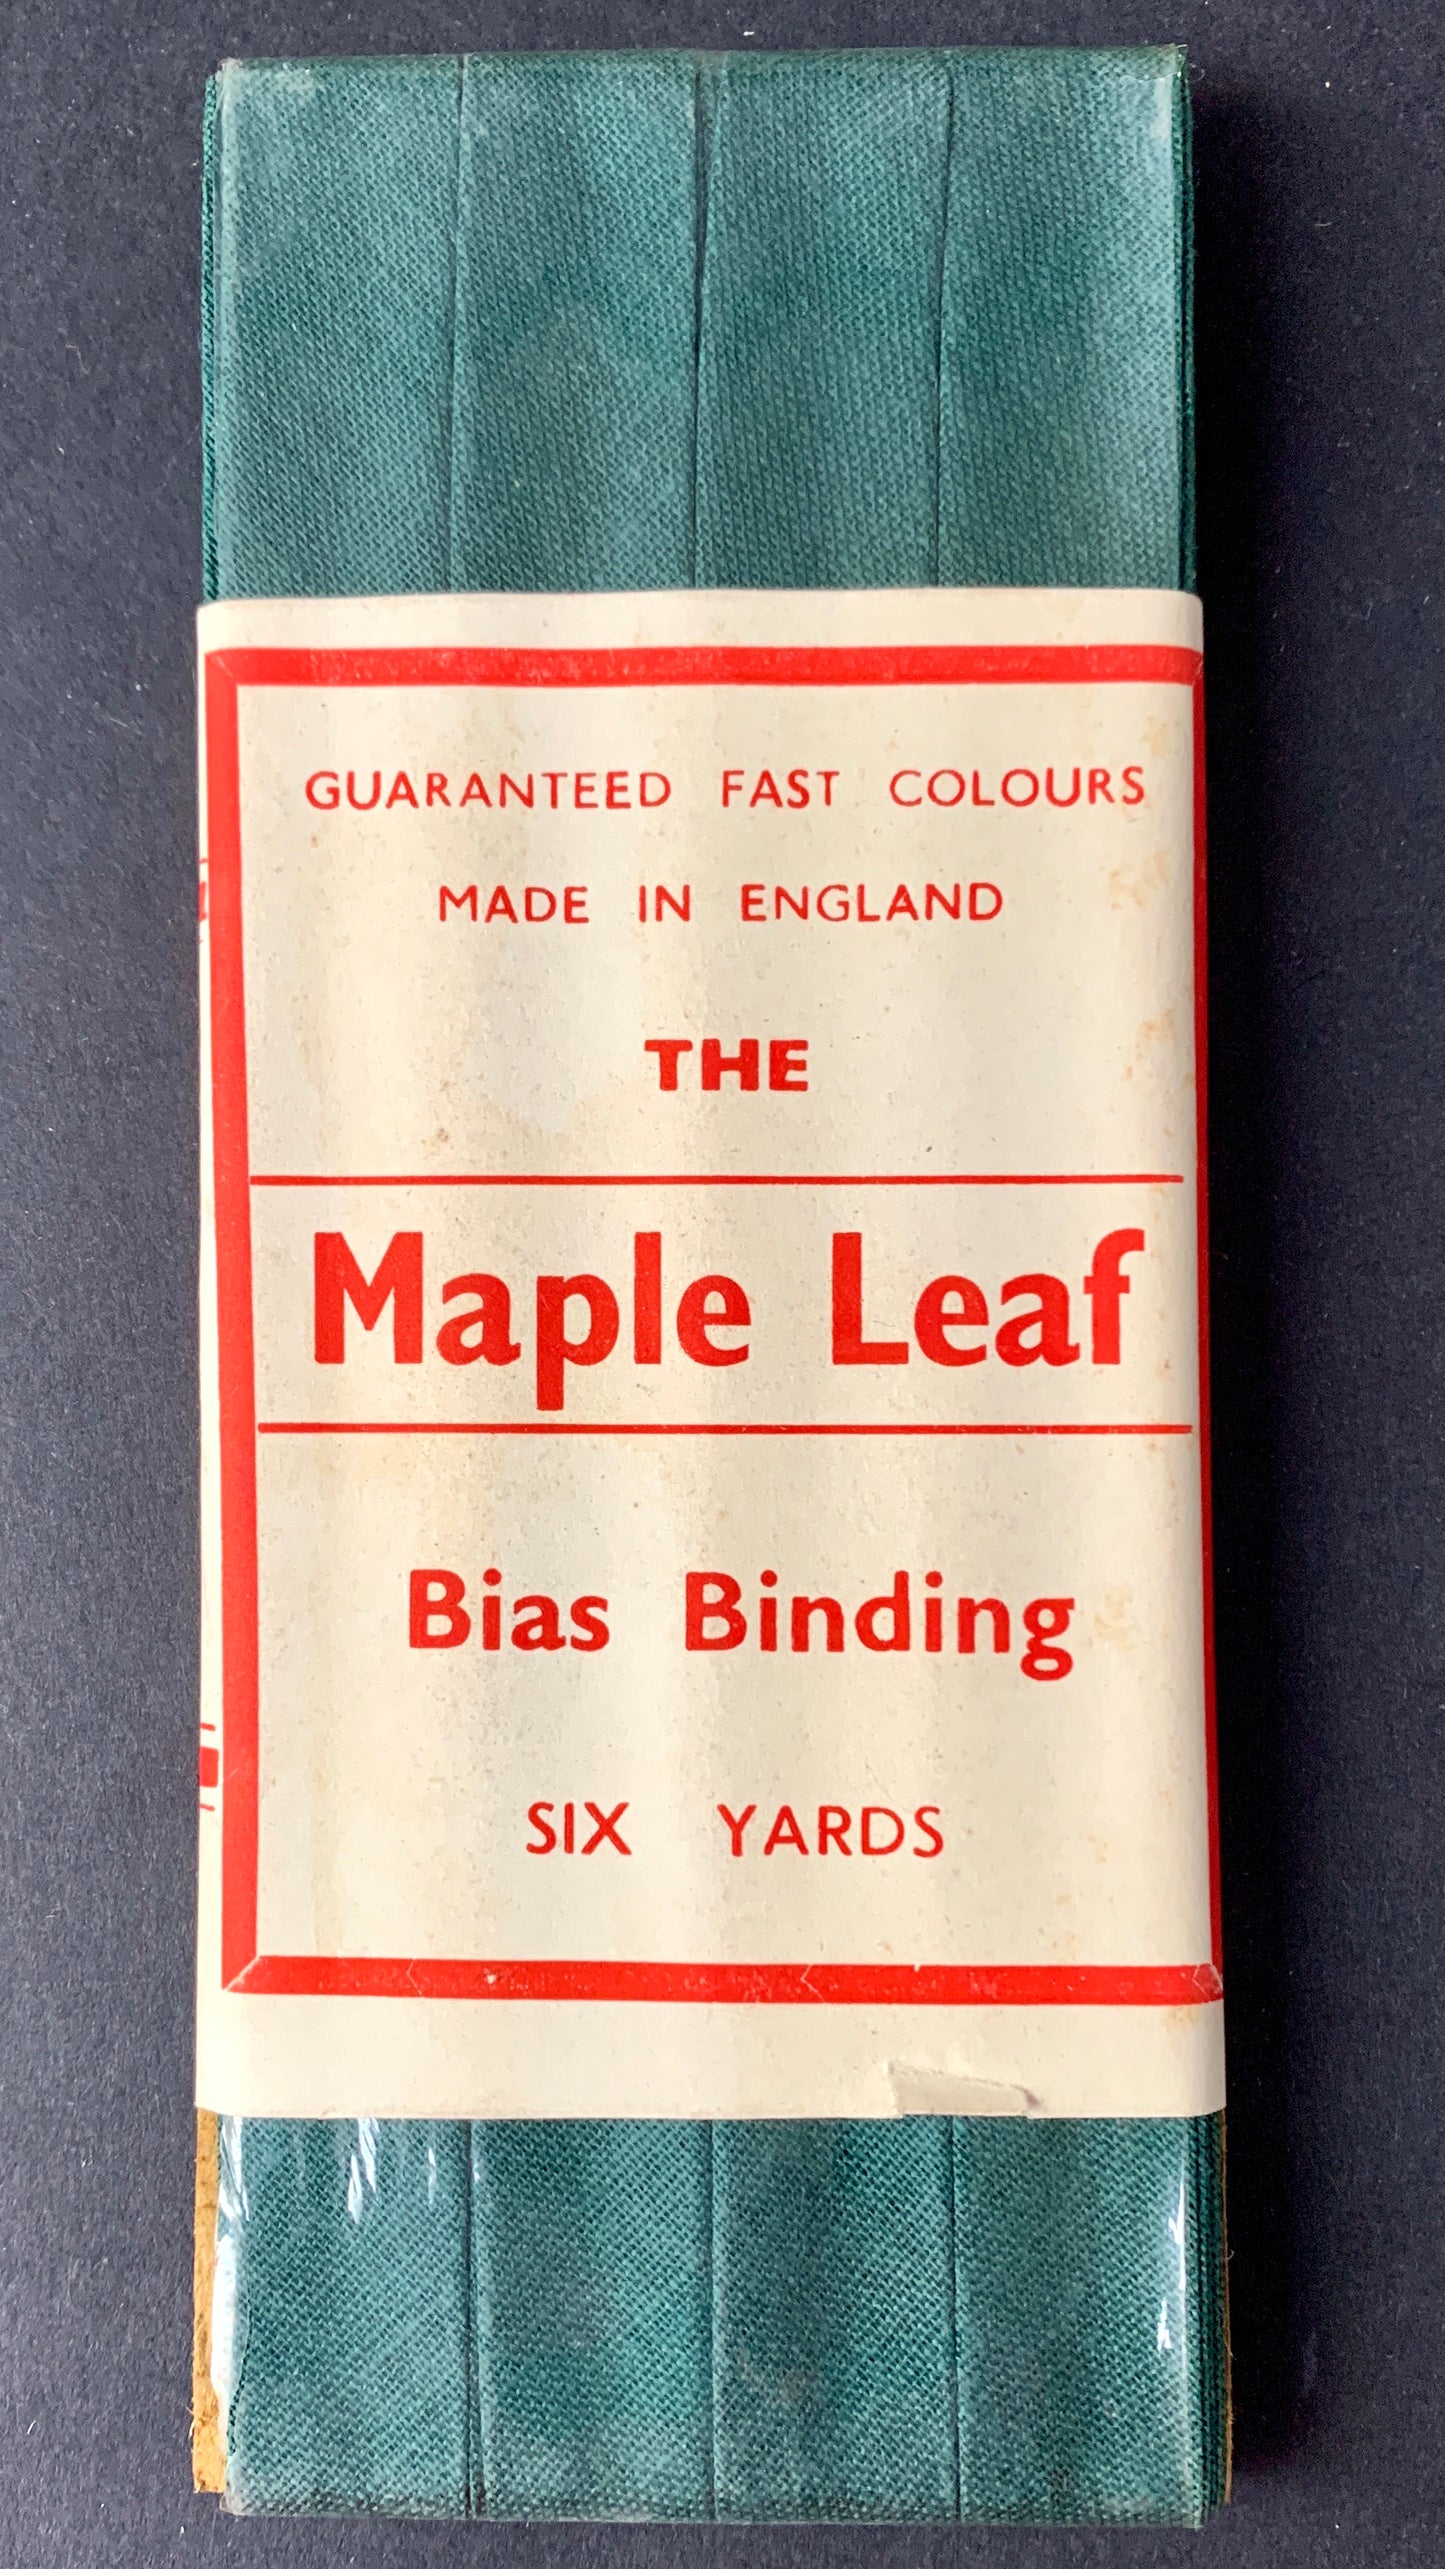 GUARANTEED FAST COLOURS
MADE IN ENGLAND
THE
Maple Leaf
Bias Binding
SIX YARDS